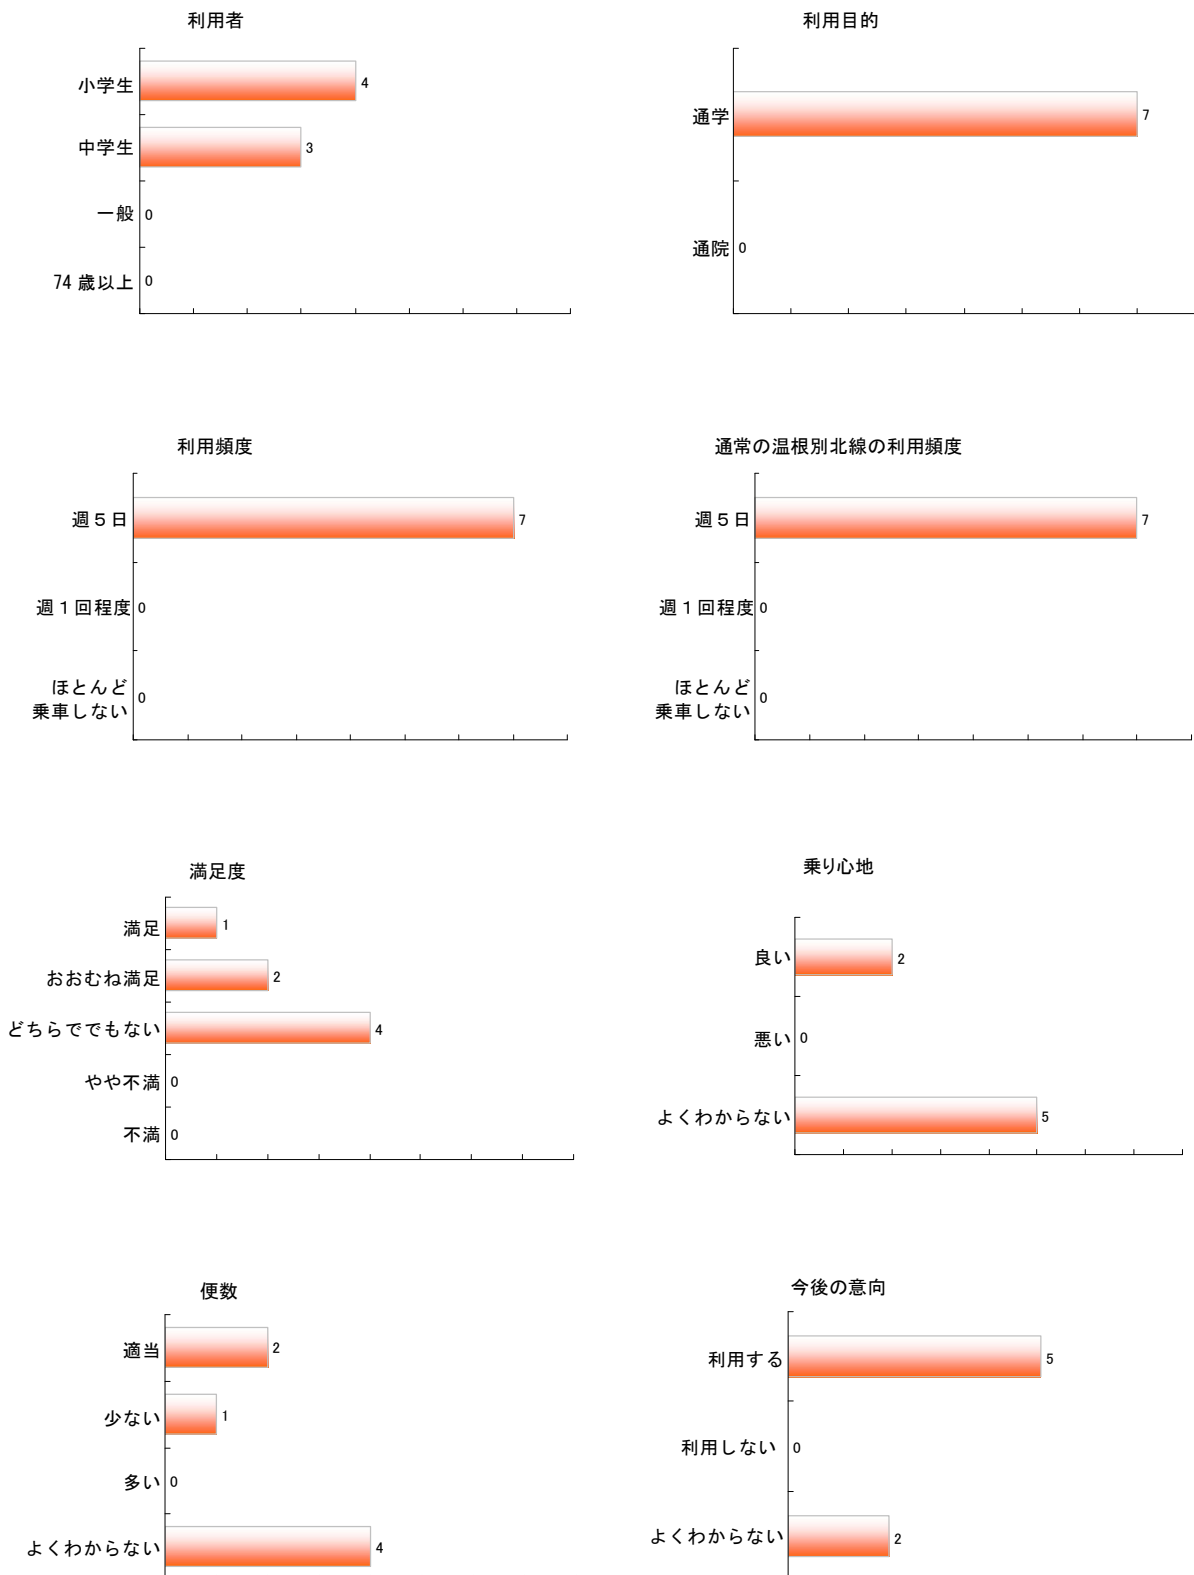 利用者
小学生 4
中学生 3
一般 0
74 歳以上 0
利用目的
通学 7
通院 0
利用頻度
週５日 7
週１回程度 0
ほとんど
乗車しない 0
通常の温根別北線の利用頻度
週５日 7
週１回程度 0
ほとんど
乗車しない 0
満足度
満足 1
おおむね満足 2
どちらででもない 4
やや不満 0
不満 0
乗り心地
良い 2
悪い 0
よくわからない 5
便数
適当 2
少ない 1
多い 0
よくわからない 4
今後の意向
利用する 5
利用しない 0
よくわからない 2